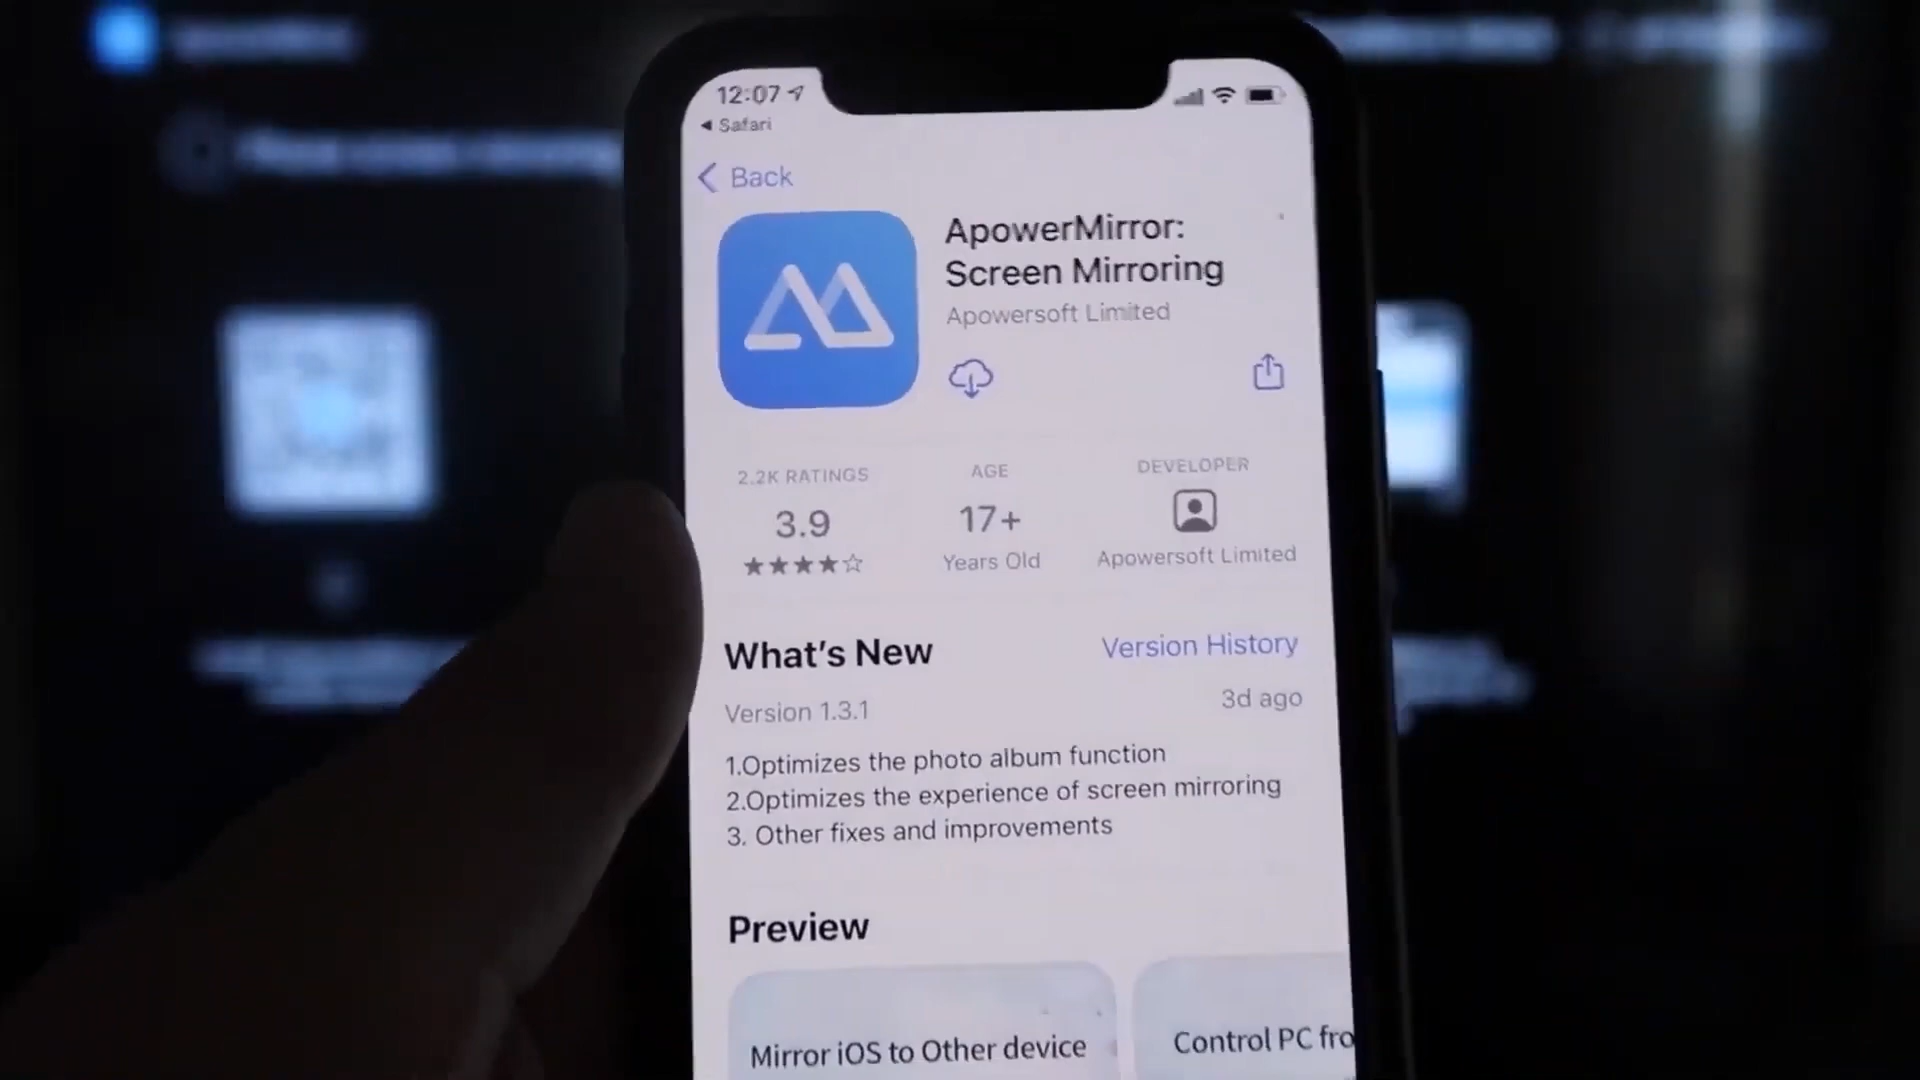 12:07
Safari
Back
ApowerMirror:
Screen Mirroring
Apowersoft Limited
2.2K RATINGS
AGE
DEVELOPER
3.9
17+
Years Old
Apowersoft Limited
What's New
Version History
Version 1.3.1
3d ago
1.Optimizes the photo album function
2.Optimizes the experience of screen mirroring
3. Other fixes and improvements
Preview
Mirror iOS to Other device
Control PC fro